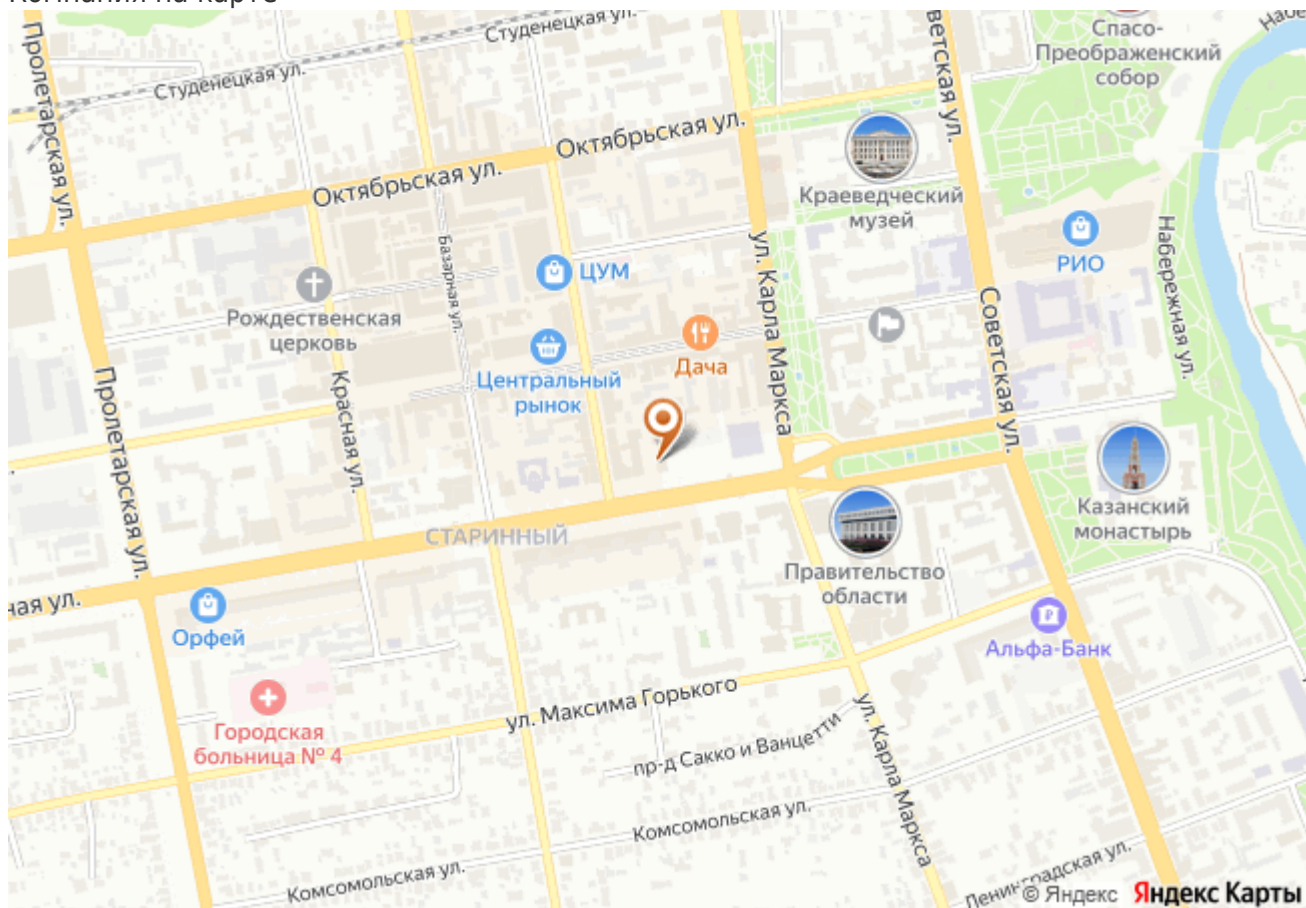 Компания на карте
Студенецкая ул.
Спасо-
Преображенский
собор
Студенецкая ул.
Пролетарская ул.
Советская ул.
Октябрьская ул.
Октябрьская ул.
Краеведческий
музей
Набережная ул.
РИО
Базарная ул.
ЦУМ
ул. Карла Маркса
Рождественская
церковь
Дача
Центральный
рынок
Советская ул.
Красная ул.
Пролетарская ул.
Казанский
монастырь
СТАРИННЫЙ
Правительство
области
ная ул.
Орфей
Альфа-Банк
ул. Максима Горького
Городская
больница № 4
пр-д Сакко и Ванцетти
ул. Карла Маркса
Комсомольская ул.
Комсомольская ул.
Ленинградская ул.
© Яндекс Яндекс Карты